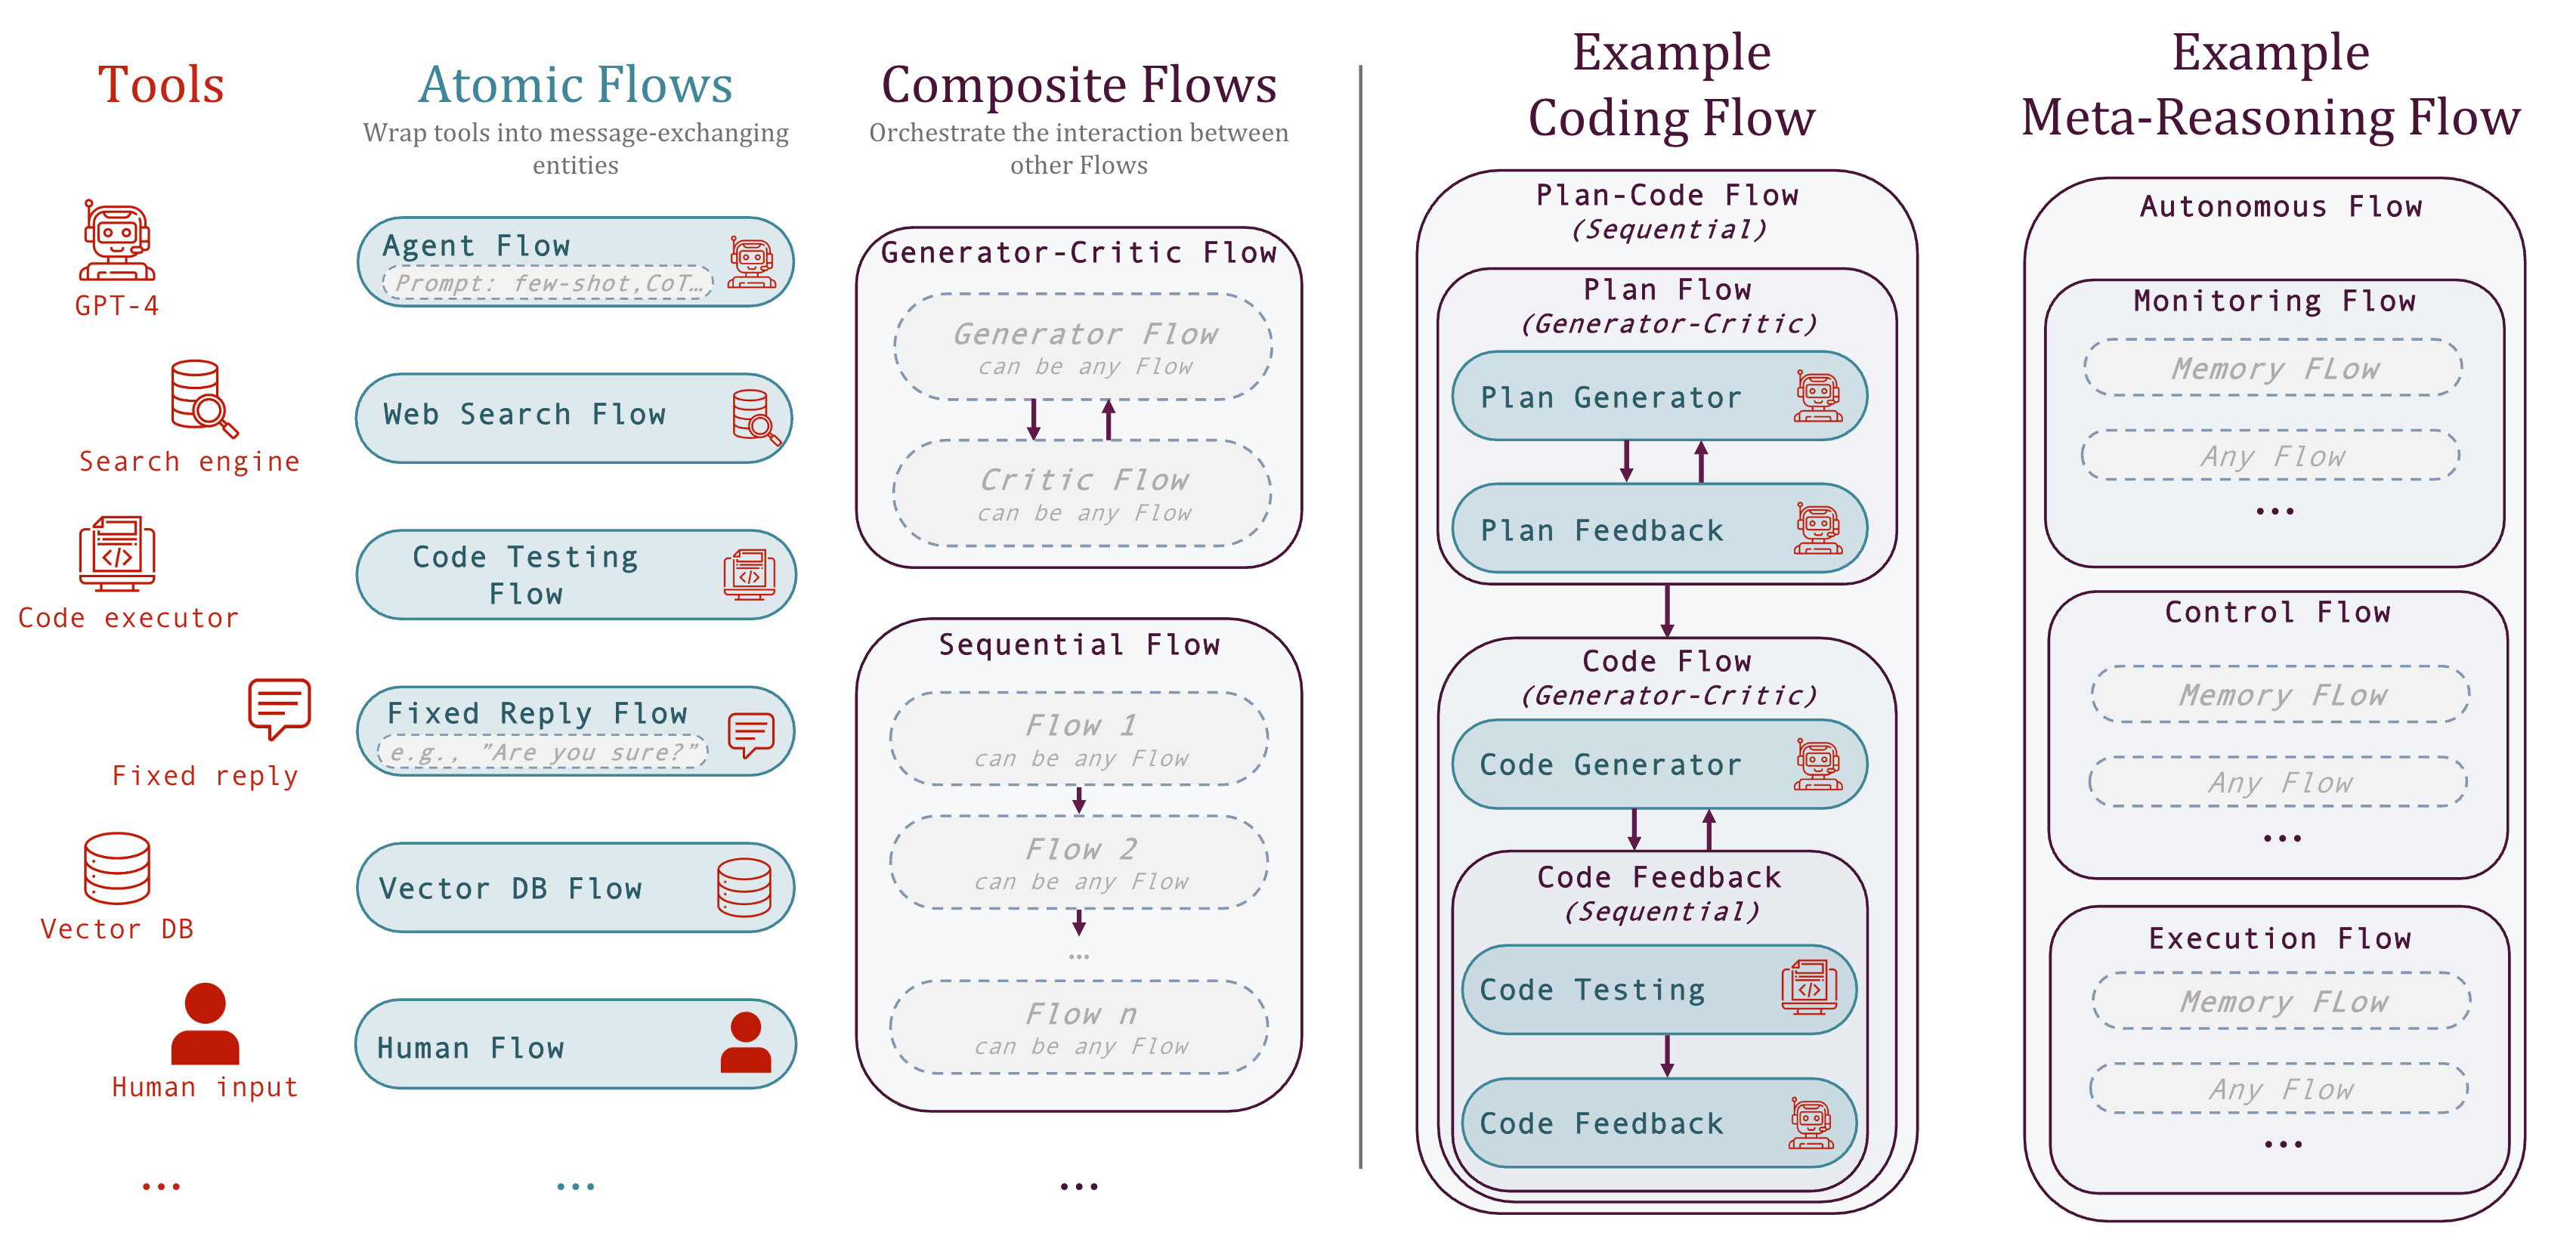 Tools
GPT-4
Search engine
Code executor
Fixed reply
Vector DB
Human input
...
Atomic Flows
Wrap tools into message-exchanging
entities
Agent Flow
Prompt: few-shot,CoT…
Web Search Flow
Code Testing
Flow
Fixed Reply Flow
e.g., ”Are you sure?”
Vector DB Flow
Human Flow
...
Composite Flows
Orchestrate the interaction between
other Flows
Generator-Critic Flow
Generator Flow
can be any Flow
Critic Flow
can be any Flow
Sequential Flow
Flow 1
can be any Flow
Flow 2
can be any Flow
...
Flow n
can be any Flow
...
Example
Coding Flow
Plan-Code Flow
(Sequential)
Plan Flow
(Generator-Critic)
Plan Generator
Plan Feedback
Code Flow
(Generator-Critic)
Code Generator
Code Feedback
(Sequential)
Code Testing
Code Feedback
Example
Meta-Reasoning Flow
Autonomous Flow
Monitoring Flow
Memory FLow
Any Flow
...
Control Flow
Memory FLow
Any Flow
...
Execution Flow
Memory FLow
Any Flow
...